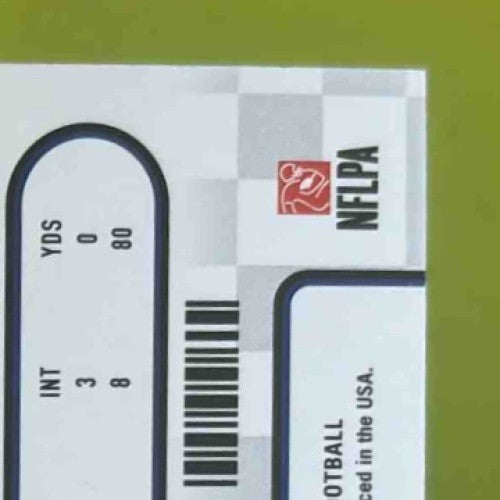 INT YDS
3 0
8 80
NFLPA
OTBALL
ced in the USA.